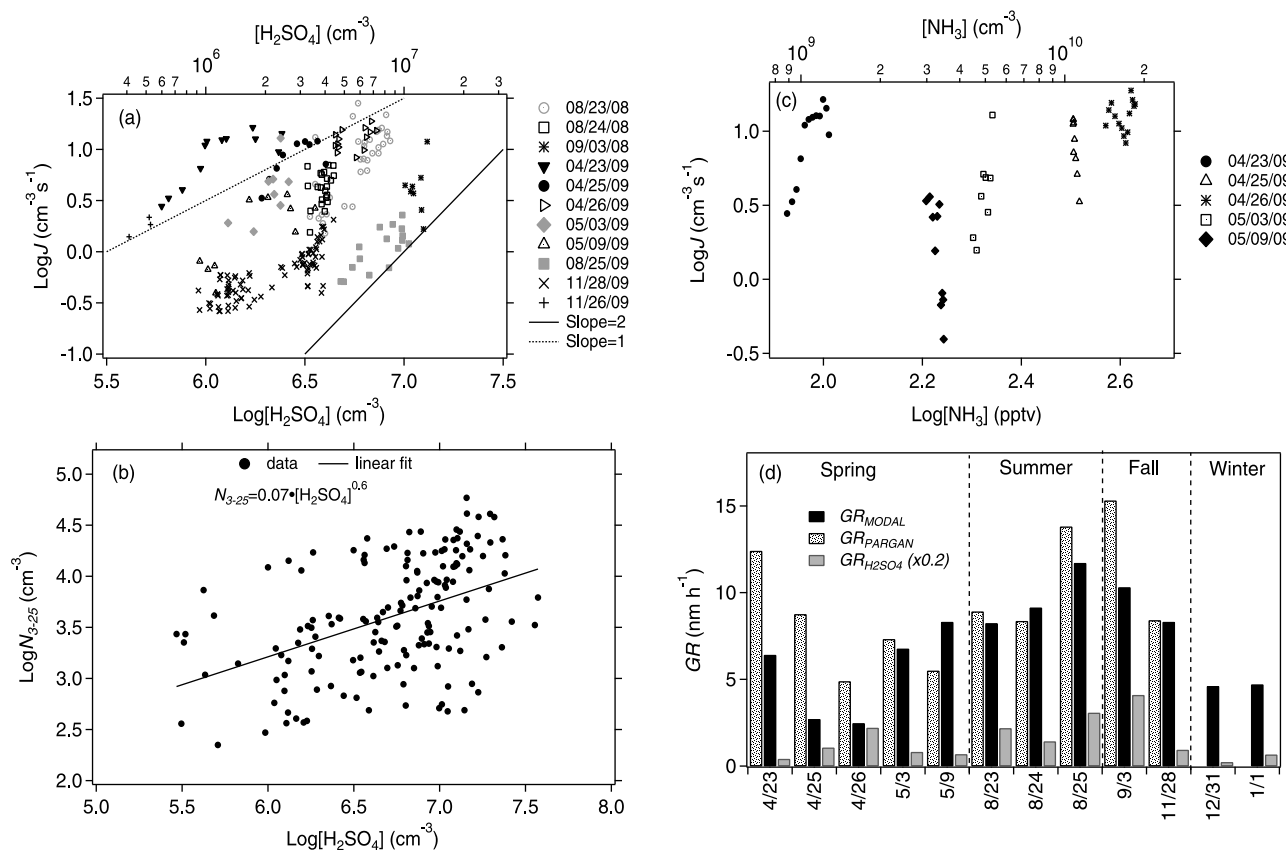 [H2SO4] (cm-3)
4 5 6 7 10^6 2 3 4 5 6 7 10^7 2 3
(a)
LogJ (cm-3 s-1)
1.5
1.0
0.5
0.0
-0.5
-1.0
5.5 6.0 6.5 7.0 7.5
Log[H2SO4] (cm-3)
08/23/08
08/24/08
09/03/08
04/23/09
04/25/09
04/26/09
05/03/09
05/09/09
08/25/09
11/28/09
11/26/09
Slope=2
Slope=1
[NH3] (cm-3)
8 9 10^9 2 3 4 5 6 7 8 9 10^10 2
(c)
LogJ (cm-3 s-1)
1.0
0.5
0.0
-0.5
2.0 2.2 2.4 2.6
Log[NH3] (pptv)
04/23/09
04/25/09
04/26/09
05/03/09
05/09/09
(b)
data linear fit
N3-25=0.07•[H2SO4]^0.6
LogN3-25 (cm-3)
5.0
4.5
4.0
3.5
3.0
2.5
2.0
5.0 5.5 6.0 6.5 7.0 7.5 8.0
Log[H2SO4] (cm-3)
(d) Spring Summer Fall Winter
GRMODAL
GRPARGAN
GRH2SO4 (x0.2)
GR (nm h-1)
15
10
5
0
4/23 4/25 4/26 5/3 5/9 8/23 8/24 8/25 9/3 11/28 12/31 1/1